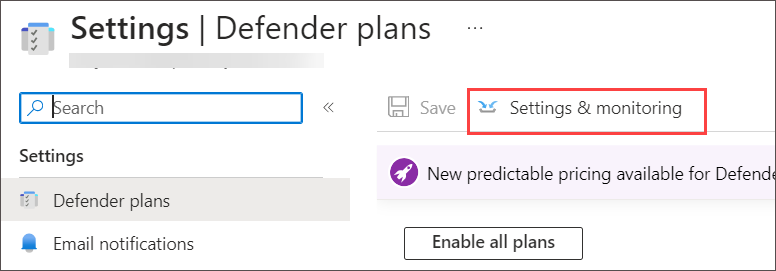 Settings | Defender plans ...
Search
«
Save
Settings & monitoring
Settings
New predictable pricing available for Defende
Defender plans
Email notifications
Enable all plans